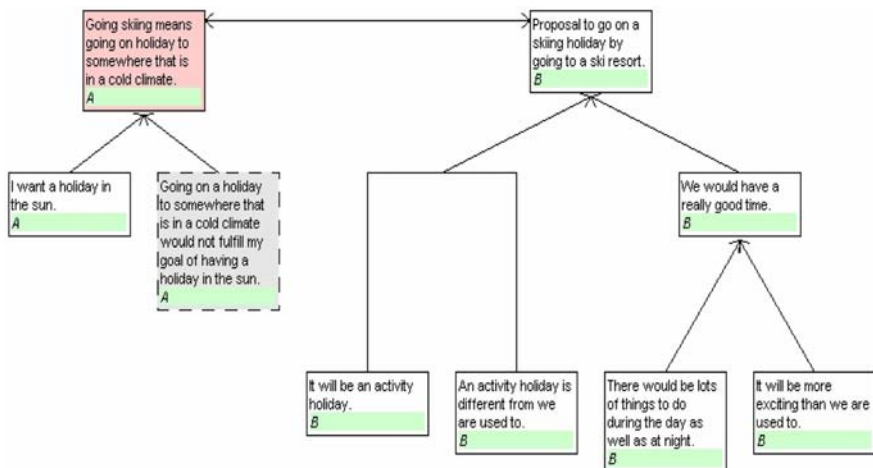 Going skiing means
going on holiday to
somewhere that is
in a cold climate.
A
Proposal to go on a
skiing holiday by
going to a ski resort.
B
I want a holiday in
the sun.
A
Going on a holiday
to somewhere that
is in a cold climate
would not fulfill my
goal of having a
holiday in the sun.
A
We would have a
really good time.
B
It will be an activity
holiday.
B
An activity holiday is
different from we
are used to.
B
There would be lots
of things to do
during the day as
well as at night.
B
It will be more
exciting than we are
used to.
B